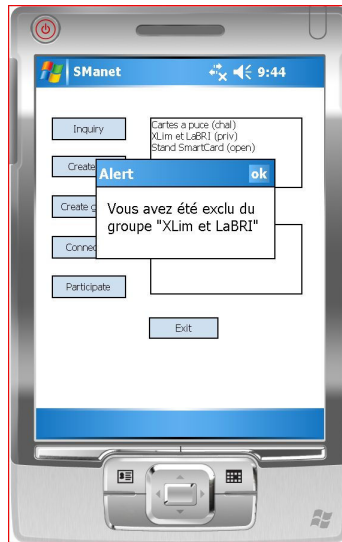 SManet 9:44
Inquiry
Cartes a puce (chal)
XLim et LaBRI (priv)
Stand SmartCard (open)
Create
Alert ok
Create g
Vous avez été exclu du
groupe "XLim et LaBRI"
Connec
Participate
Exit